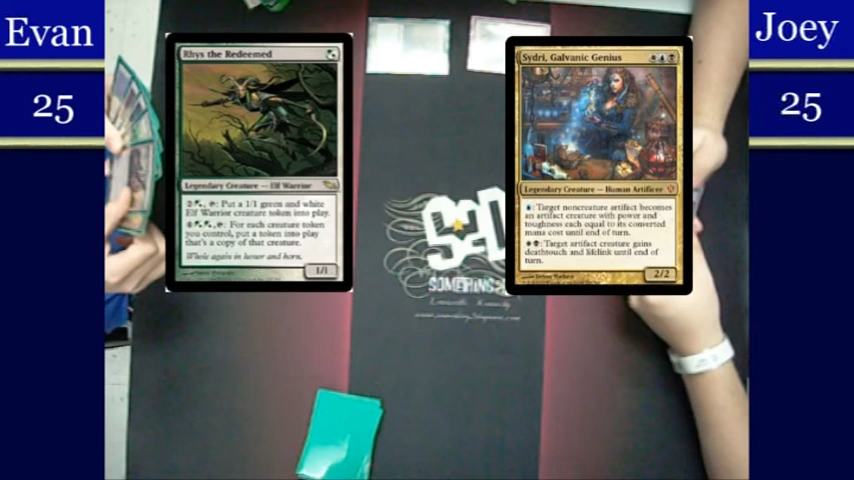 Evan
25
Joey
25
Rhys the Redeemed
Legendary Creature — Elf Warrior
Put a 1/1 green and white
Elf Warrior creature token into play.
For each creature token
you control, put a token into play
that's a copy of that creature.
Whole again in honor and horn.
1/1
Sydri, Galvanic Genius
Legendary Creature — Human Artificer
: Target noncreature artifact becomes
an artifact creature with power and
toughness each equal to its converted
mana cost until end of turn.
: Target artifact creature gains
deathtouch and lifelink until end of
turn.
2/2
SOMETHING